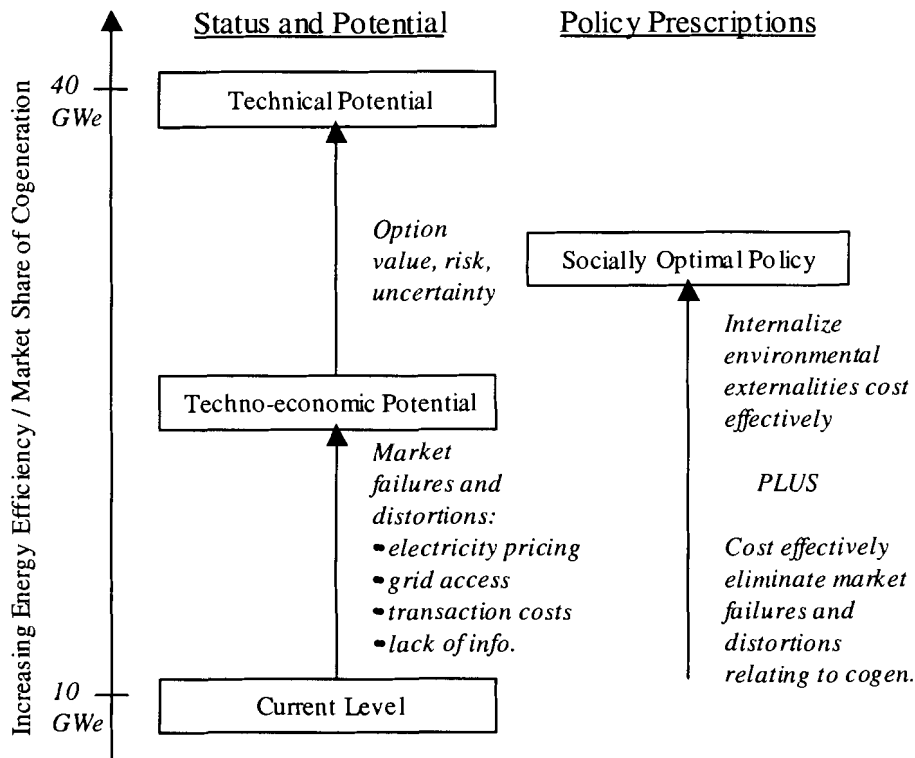 Status and Potential
Policy Prescriptions
Increasing Energy Efficiency / Market Share of Cogeneration
40
GWe
Technical Potential
Option
value, risk,
uncertainty
Socially Optimal Policy
Internalize
environmental
externalities cost
effectively
PLUS
Cost effectively
eliminate market
failures and
distortions
relating to cogen.
Techno-economic Potential
Market
failures and
distortions:
•electricity pricing
•grid access
•transaction costs
•lack of info.
10
GWe
Current Level